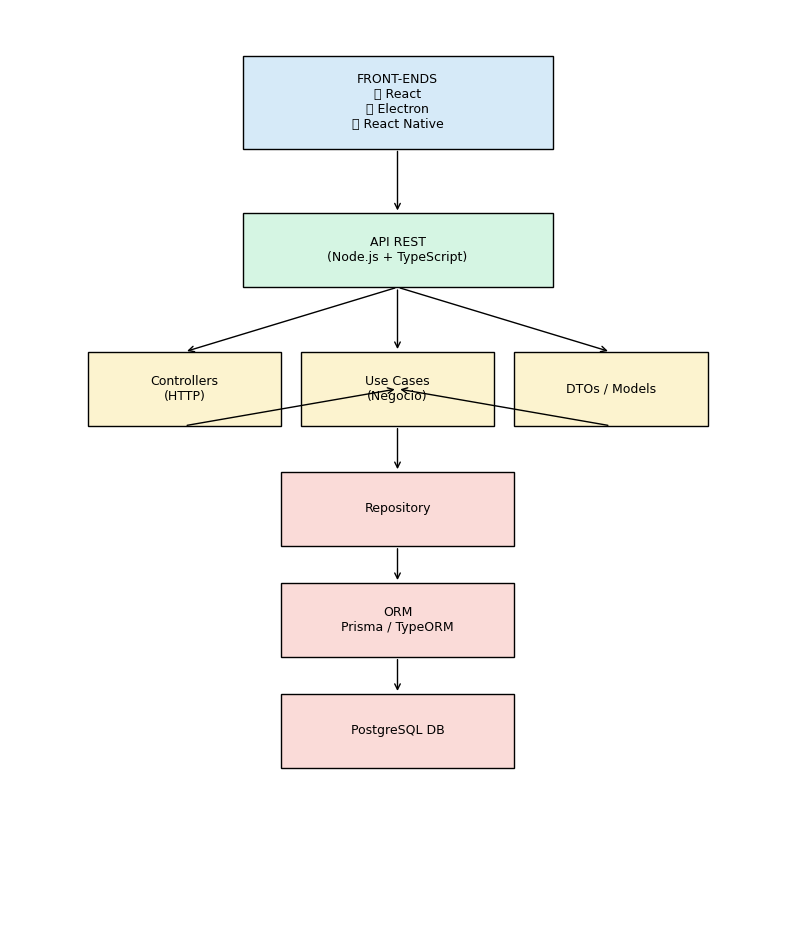 FRONT-ENDS
React
Electron
React Native
API REST
(Node.js + TypeScript)
Controllers
(HTTP)
Use Cases
(Negocio)
DTOs / Models
Repository
ORM
Prisma / TypeORM
PostgreSQL DB